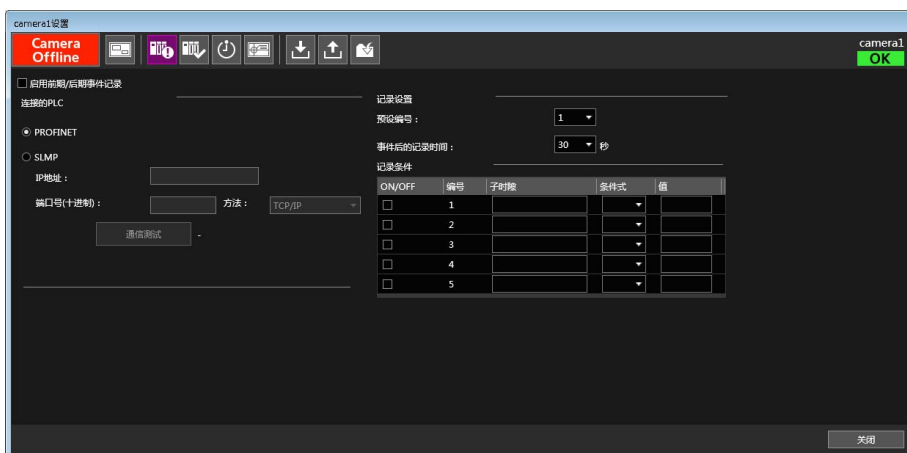 camera1设置
Camera
Offline
camera1
OK
启用前期/后期事件记录
连接的PLC
PROFINET
SLMP
IP地址：
端口号(十进制)：
方法：
TCP/IP
通信测试
-
记录设置
预设编号：
1
事件后的记录时间：
30
秒
记录条件
ON/OFF 编号 子时隙 条件式 值
1
2
3
4
5
关闭